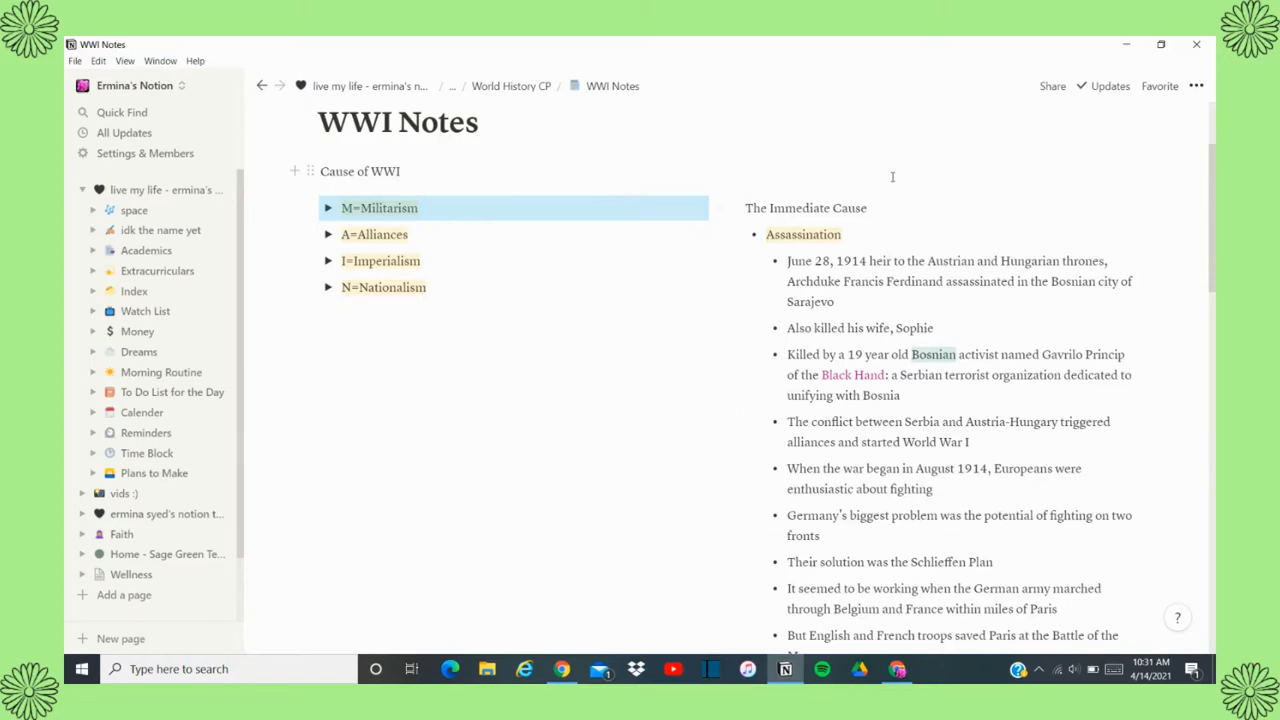 WWI Notes
File Edit View Window Help
Ermina's Notion
Quick Find
All Updates
Settings & Members
live my life - ermina's ...
space
idk the name yet
Academics
Extracurriculars
Index
Watch List
Money
Dreams
Morning Routine
To Do List for the Day
Calender
Reminders
Time Block
Plans to Make
vids :)
ermina syed's notion t...
Faith
Home - Sage Green Te...
Wellness
Add a page
New page
live my life - ermina's n... / ... / World History CP / WWI Notes
Share Updates Favorite
WWI Notes
Cause of WWI
M=Militarism
A=Alliances
I=Imperialism
N=Nationalism
The Immediate Cause
Assassination
June 28, 1914 heir to the Austrian and Hungarian thrones,
Archduke Francis Ferdinand assassinated in the Bosnian city of
Sarajevo
Also killed his wife, Sophie
Killed by a 19 year old Bosnian activist named Gavrilo Princip
of the Black Hand: a Serbian terrorist organization dedicated to
unifying with Bosnia
The conflict between Serbia and Austria-Hungary triggered
alliances and started World War I
When the war began in August 1914, Europeans were
enthusiastic about fighting
Germany's biggest problem was the potential of fighting on two
fronts
Their solution was the Schlieffen Plan
It seemed to be working when the German army marched
through Belgium and France within miles of Paris
But English and French troops saved Paris at the Battle of the
?
Type here to search
1
10:31 AM
4/14/2021
1